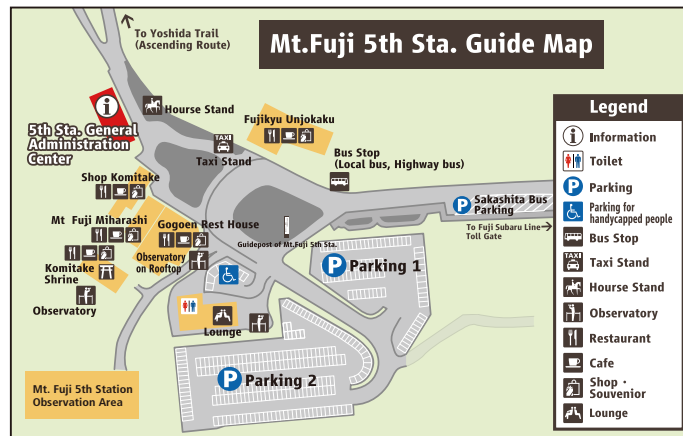 To Yoshida Trail
(Ascending Route)
Mt.Fuji 5th Sta. Guide Map
Hourse Stand
5th Sta. General
Administration
Center
Fujikyu Unjokaku
TAXI
Taxi Stand
Bus Stop
(Local bus, Highway bus)
Shop Komitake
Sakashita Bus
Parking
P
To Fuji Subaru Line
Toll Gate
Mt Fuji Miharashi
Gogoen Rest House
Guidepost of Mt.Fuji 5th Sta.
Observatory
on Rooftop
Komitake
Shrine
Observatory
P Parking 1
Lounge
P Parking 2
Mt. Fuji 5th Station
Observation Area
Legend
i Information
Toilet
P Parking
Parking for
handycapped people
Bus Stop
TAXI Taxi Stand
Hourse Stand
Observatory
Restaurant
Cafe
Shop・
Souvenior
Lounge